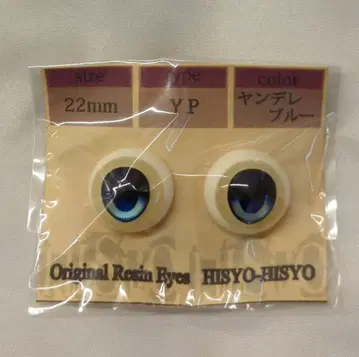 size type color
22mm YP ヤンデレ
ブルー
Original Resin Eyes HISYO-HISYO